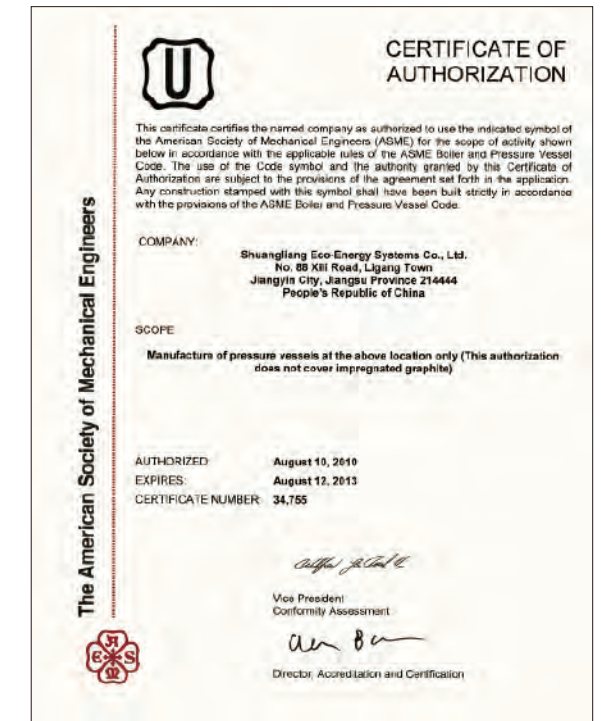 U
CERTIFICATE OF
AUTHORIZATION
This certificate certifies the named company as authorized to use the indicated symbol of
the American Society of Mechanical Engineers (ASME) for the scope of activity shown
below in accordance with the applicable rules of the ASME Boiler and Pressure Vessel
Code. The use of the Code symbol and the authority granted by this Certificate of
Authorization are subject to the provisions of the agreement set forth in the application.
Any construction stamped with this symbol shall have been built strictly in accordance
with the provisions of the ASME Boiler and Pressure Vessel Code.
COMPANY:
Shuangliang Eco-Energy Systems Co., Ltd.
No. 88 Xili Road, Ligang Town
Jiangyin City, Jiangsu Province 214444
People's Republic of China
SCOPE
Manufacture of pressure vessels at the above location only (This authorization
does not cover impregnated graphite)
AUTHORIZED: August 10, 2010
EXPIRES: August 12, 2013
CERTIFICATE NUMBER: 34,755
Vice President
Conformity Assessment
Director, Accreditation and Certification
The American Society of Mechanical Engineers
A
E S
M